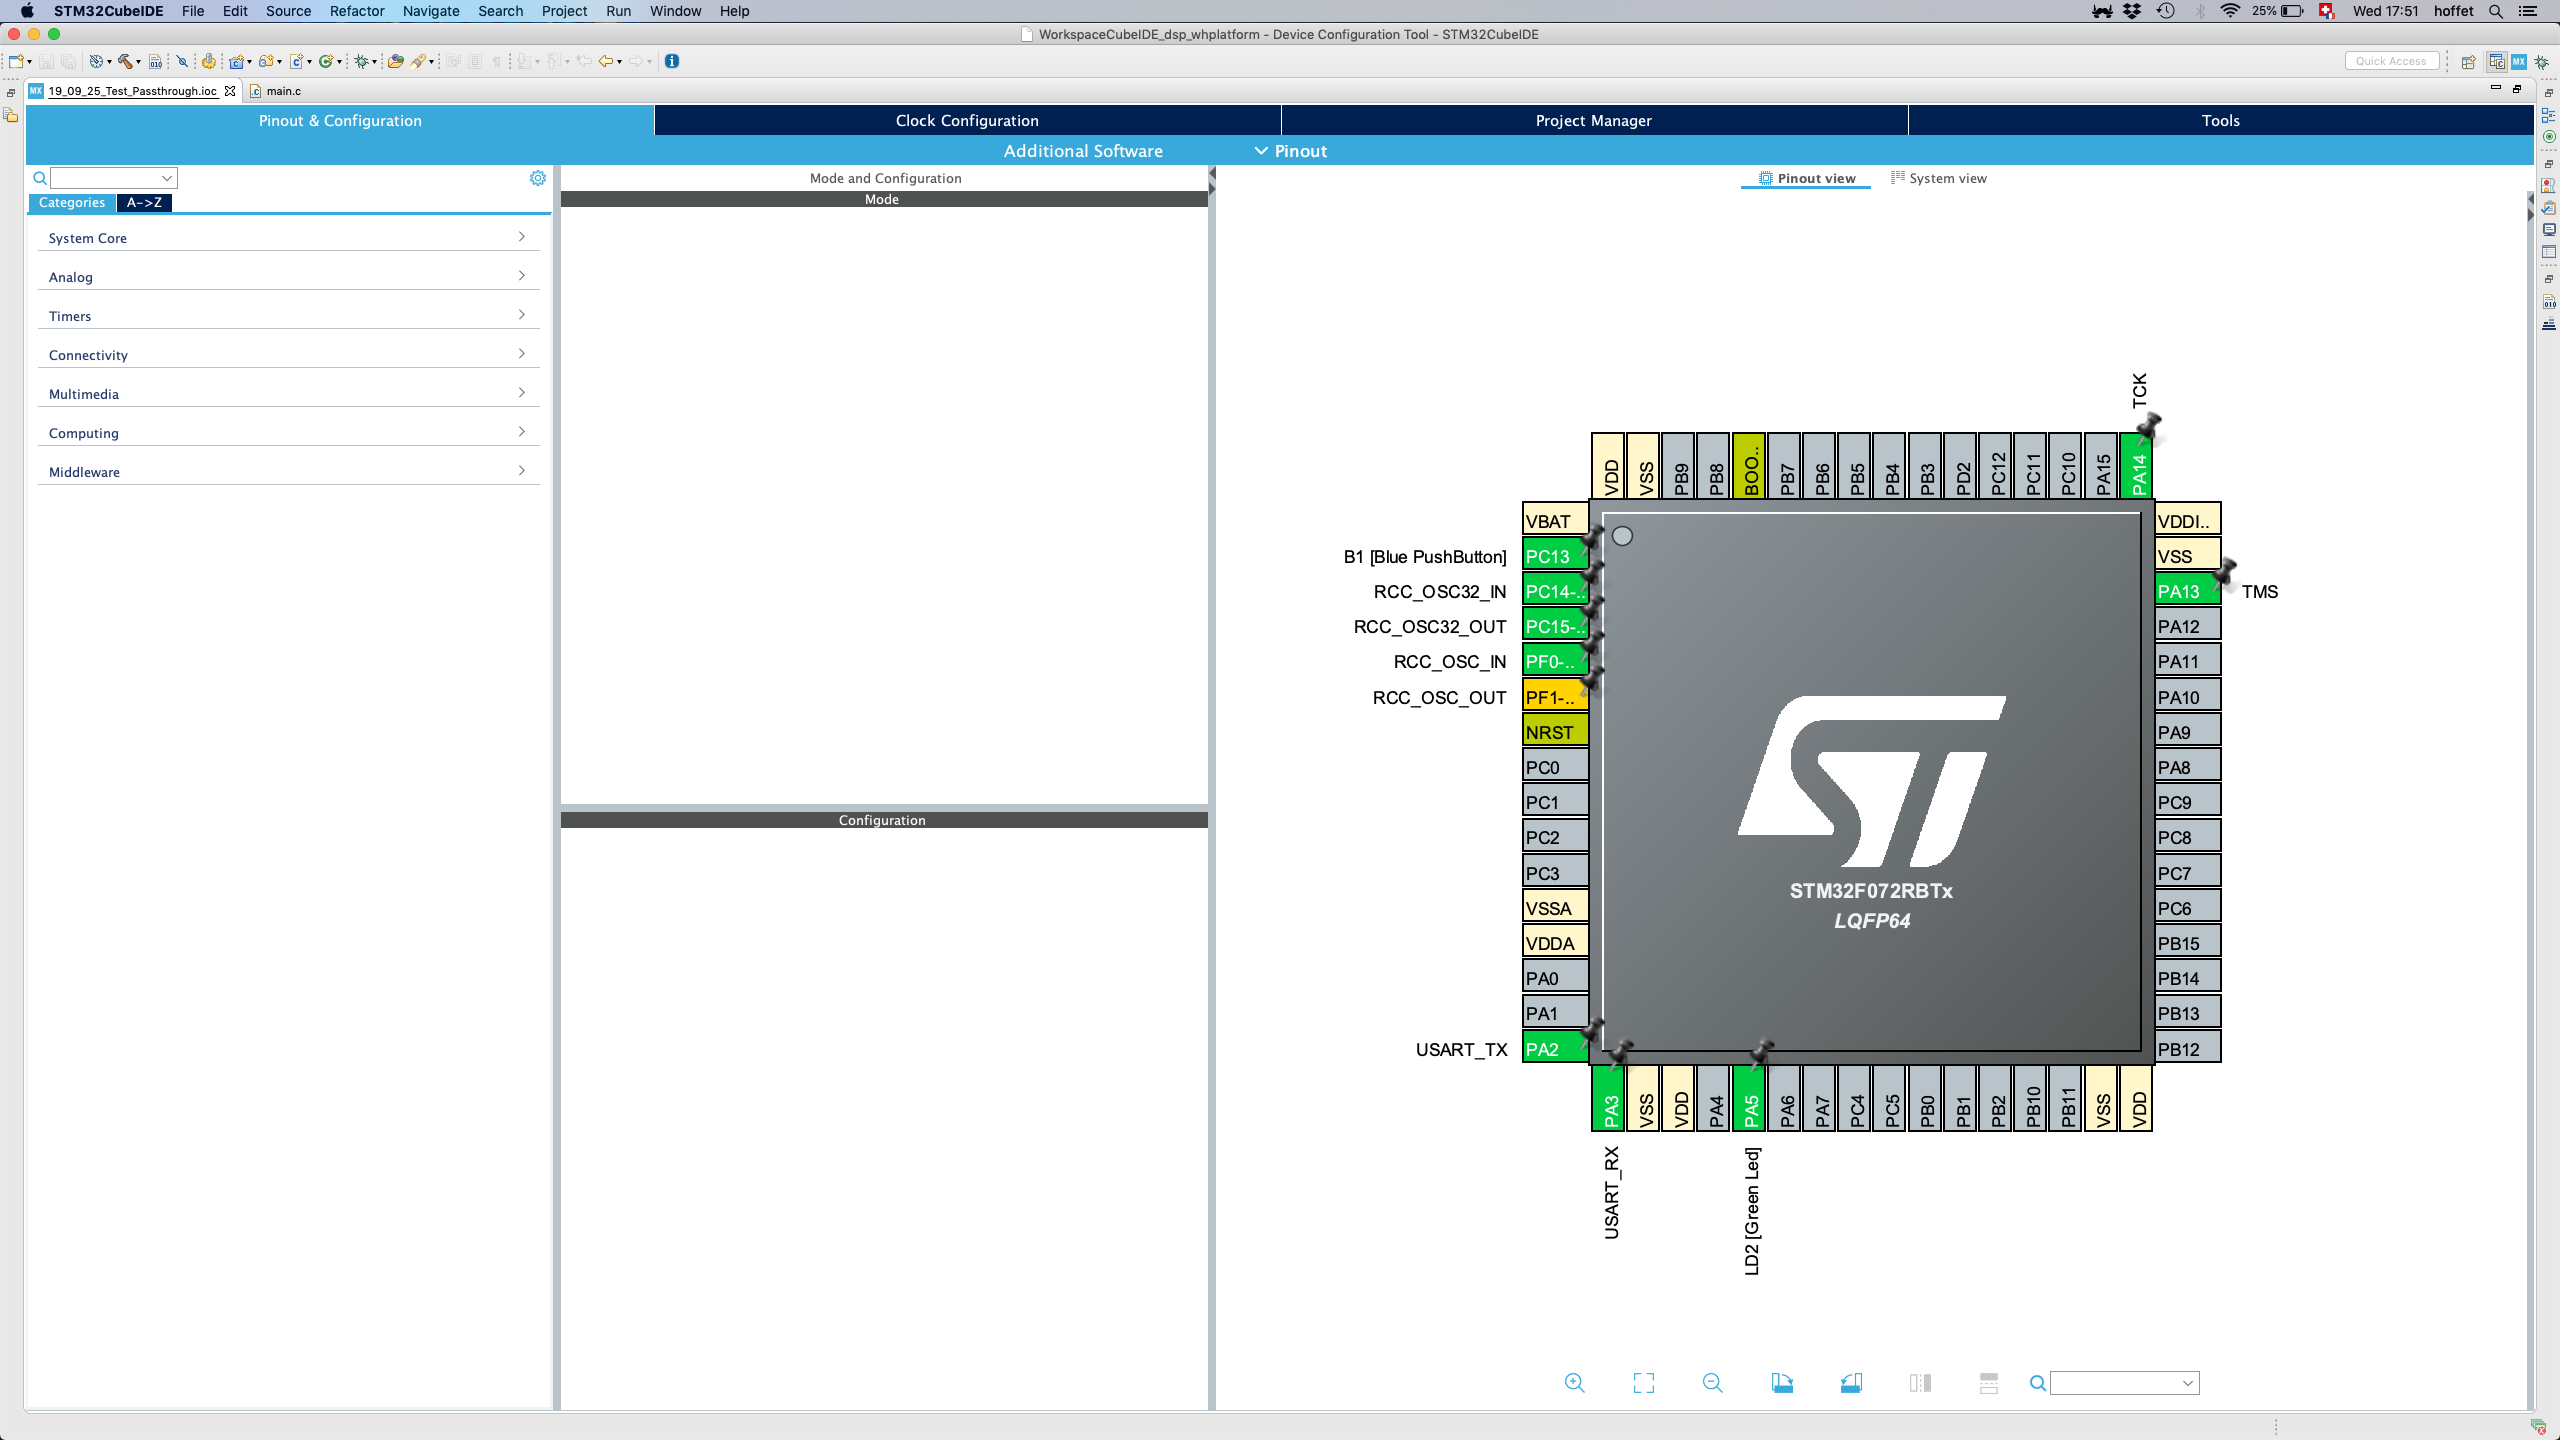 STM32CubeIDE File Edit Source Refactor Navigate Search Project Run Window Help 25% Wed 17:51 hoffet
WorkspaceCubeIDE_dsp_whplatform - Device Configuration Tool - STM32CubeIDE
Quick Access
MX 19_09_25_Test_Passthrough.ioc main.c
Pinout & Configuration Clock Configuration Project Manager Tools
Additional Software Pinout
Mode and Configuration
Pinout view System view
Mode
Categories A->Z
System Core
Analog
Timers
Connectivity
Multimedia
Computing
Middleware
Configuration
TCK
VDD VSS PB9 PB8 BOO.. PB7 PB6 PB5 PB4 PB3 PD2 PC12 PC11 PC10 PA15 PA14
VBAT VDDI..
B1 [Blue PushButton] PC13 VSS
RCC_OSC32_IN PC14-.. PA13 TMS
RCC_OSC32_OUT PC15-.. PA12
RCC_OSC_IN PF0-.. PA11
RCC_OSC_OUT PF1-.. PA10
NRST PA9
PC0 PA8
PC1 PC9
PC2 PC8
PC3 PC7
STM32F072RBTx
VSSA PC6
LQFP64
VDDA PB15
PA0 PB14
PA1 PB13
USART_TX PA2 PB12
PA3 VSS VDD PA4 PA5 PA6 PA7 PC4 PC5 PB0 PB1 PB2 PB10 PB11 VSS VDD
USART_RX
LD2 [Green Led]